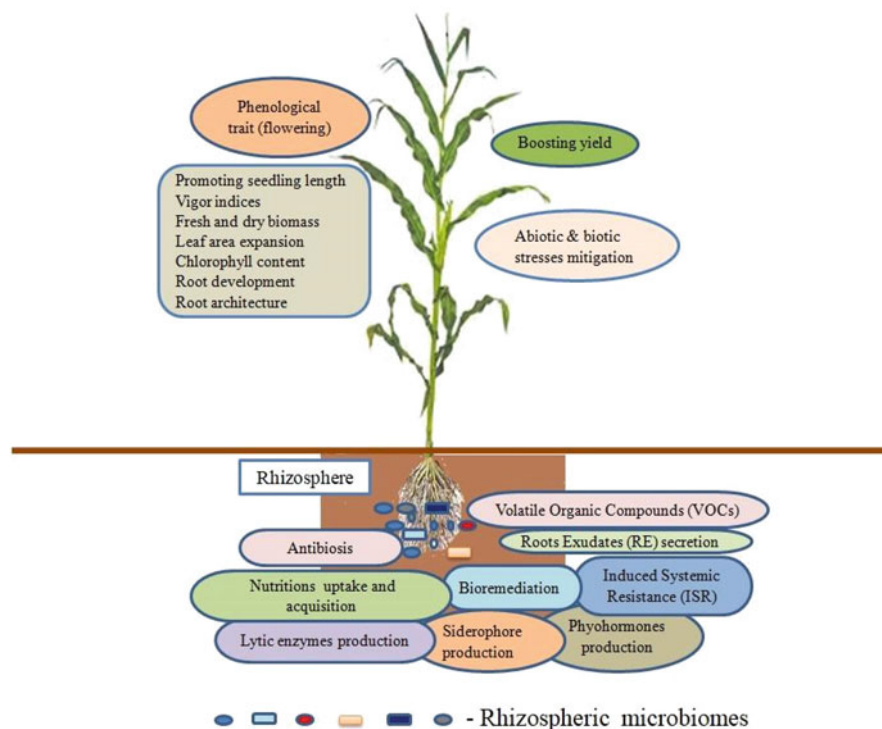 Phenological
trait (flowering)
Boosting yield
Promoting seedling length
Vigor indices
Fresh and dry biomass
Leaf area expansion
Chlorophyll content
Root development
Root architecture
Abiotic & biotic
stresses mitigation
Rhizosphere
Volatile Organic Compounds (VOCs)
Roots Exudates (RE) secretion
Antibiosis
Nutritions uptake and
acquisition
Bioremediation
Induced Systemic
Resistance (ISR)
Lytic enzymes production
Siderophore
production
Phyohormones
production
- Rhizospheric microbiomes